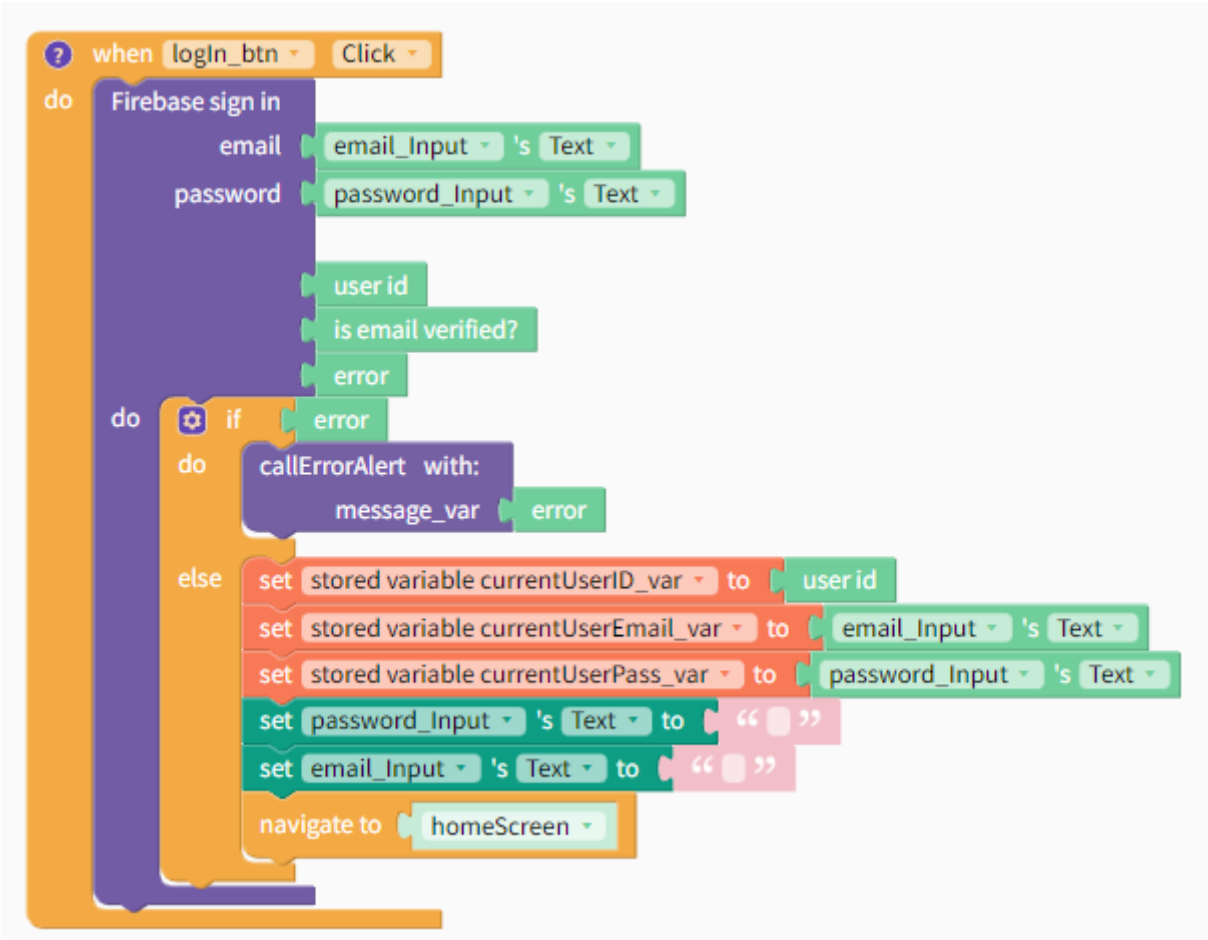 ? when logIn_btn Click
do Firebase sign in
email email_Input 's Text
password password_Input 's Text
user id
is email verified?
error
do if error
do callErrorAlert with:
message_var error
else set stored variable currentUserID_var to user id
set stored variable currentUserEmail_var to email_Input 's Text
set stored variable currentUserPass_var to password_Input 's Text
set password_Input 's Text to “ ”
set email_Input 's Text to “ ”
navigate to homeScreen